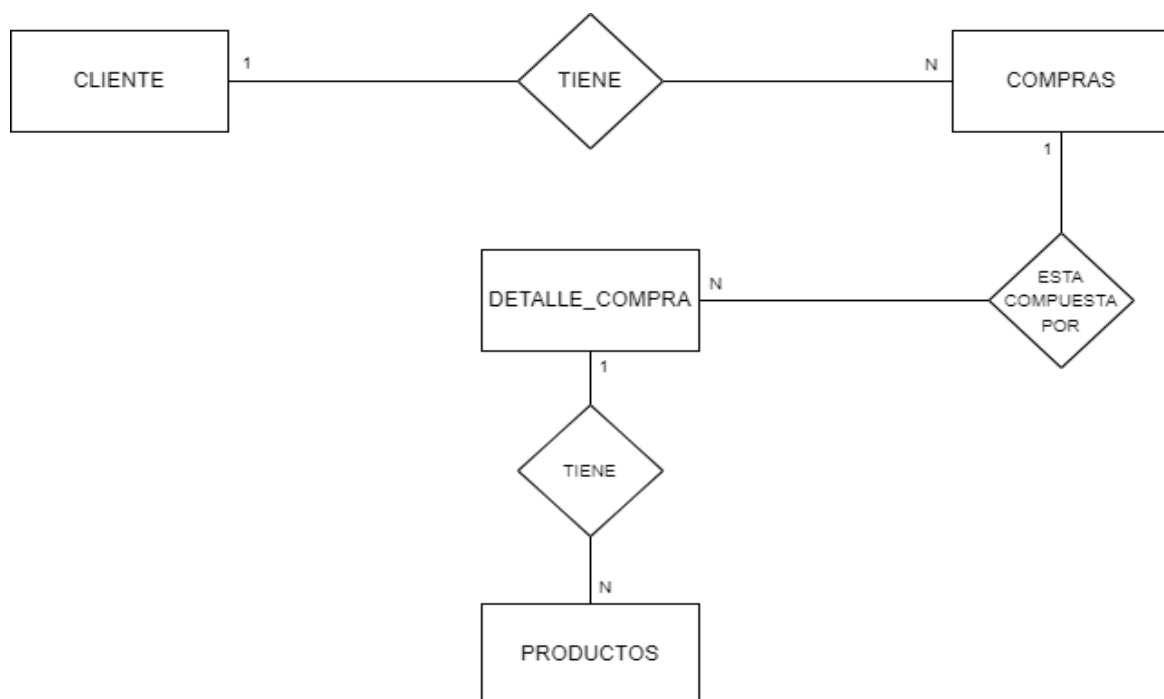 CLIENTE
1
TIENE
N
COMPRAS
1
ESTA
COMPUESTA
POR
N
DETALLE_COMPRA
1
TIENE
N
PRODUCTOS